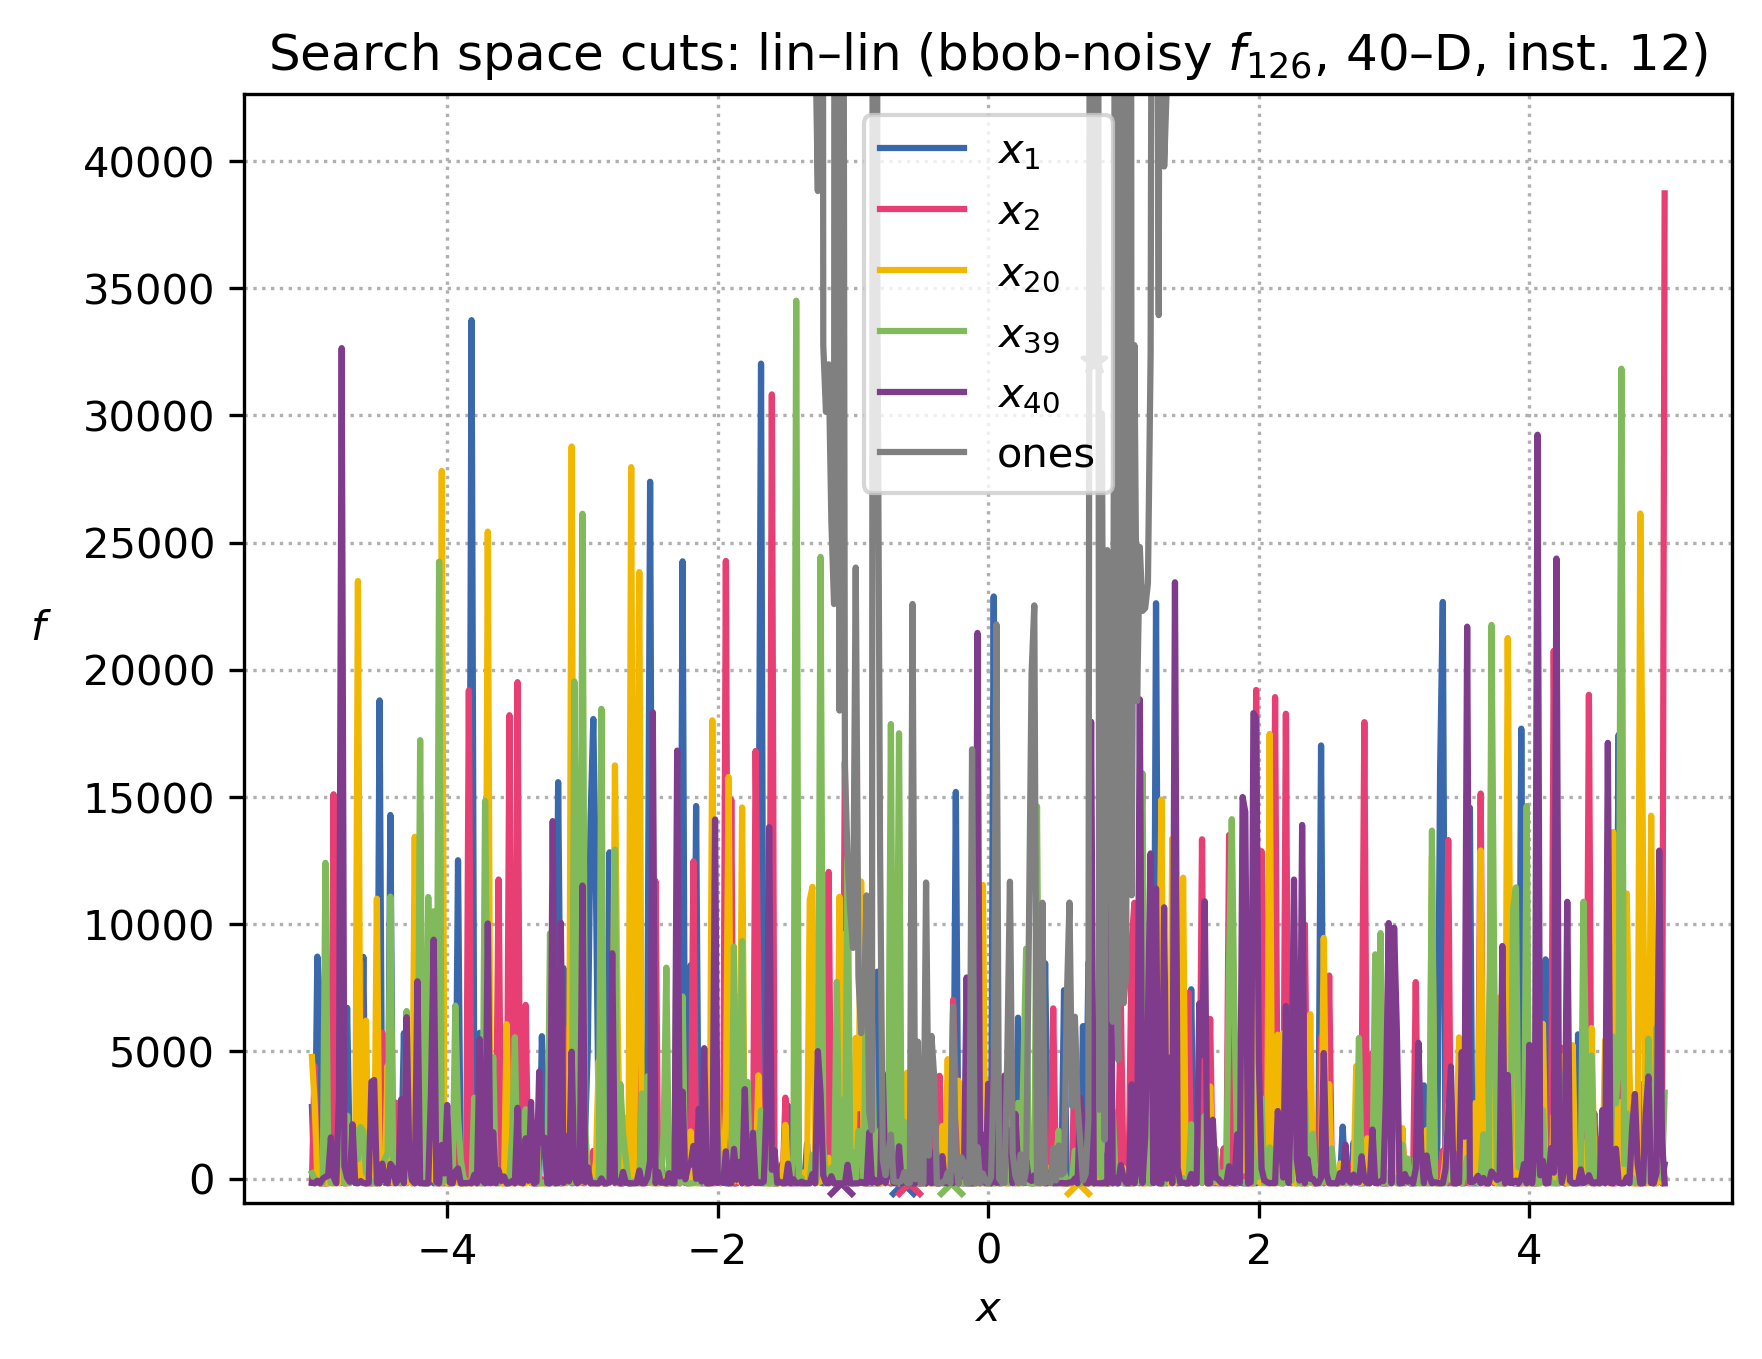 Search space cuts: lin–lin (bbob-noisy f₁₂₆, 40–D, inst. 12)
40000
35000
30000
25000
20000
15000
10000
5000
0
f
x₁
x₂
x₂₀
x₃₉
x₄₀
ones
−4 −2 0 2 4
x